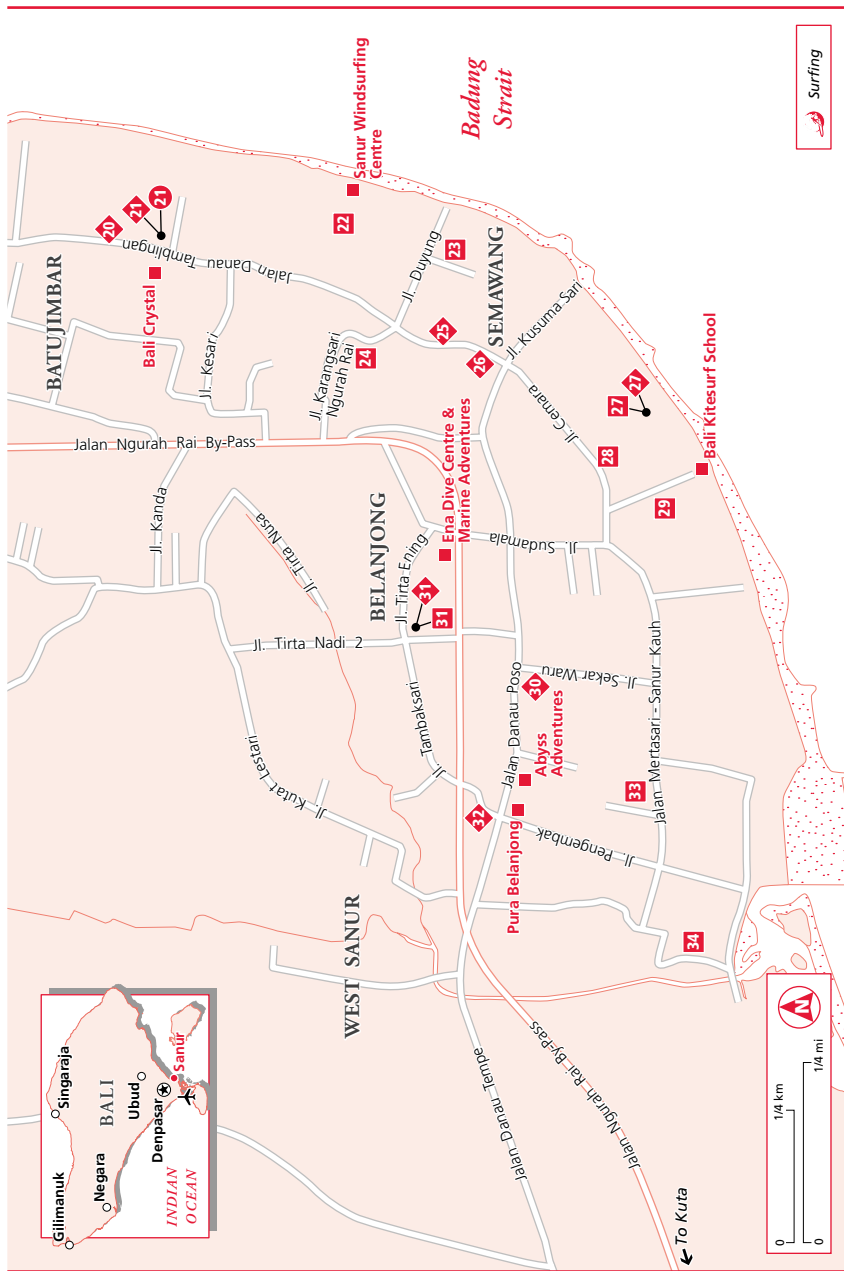 Surfing
Badung
Strait
Sanur Windsurfing
Centre
20
21
21
22
23
Jalan Danau Tamblingan
BATUJIMBAR
Bali Crystal
Jl. Kesari
Jl. Duyung
SEMAWANG
Jl. Karangsari
Ngurah Rai
24
25
26
Jl. Kusuma Sari
27
27
Jl. Cemara
28
29
Bali Kitesurf School
Jalan Ngurah Rai By-Pass
Jl. Kanda
Jl. Tirta Nusa
BELANJONG
Ena Dive Centre &
Marine Adventures
Jl. Tirta Ening
31
31
Jl. Sudamala
Jl. Tirta Nadi 2
Jl. Tambaksari
Jalan Danau Poso
30
Jl. Sekar Waru
Abyss
Adventures
Jalan Mertasari - Sanur Kauh
33
32
Pura Belanjong
Jl. Pengembak
Jl. Kutat Lestari
34
WEST SANUR
Jalan Danau Tempe
Jalan Ngurah Rai By-Pass
To Kuta
Gilimanuk
Singaraja
Negara
BALI
Ubud
Denpasar
Sanur
INDIAN
OCEAN
N
0
1/4 km
0
1/4 mi